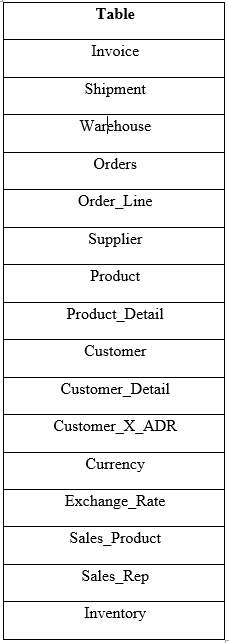 Table
Invoice
Shipment
Warehouse
Orders
Order_Line
Supplier
Product
Product_Detail
Customer
Customer_Detail
Customer_X_ADR
Currency
Exchange_Rate
Sales_Product
Sales_Rep
Inventory